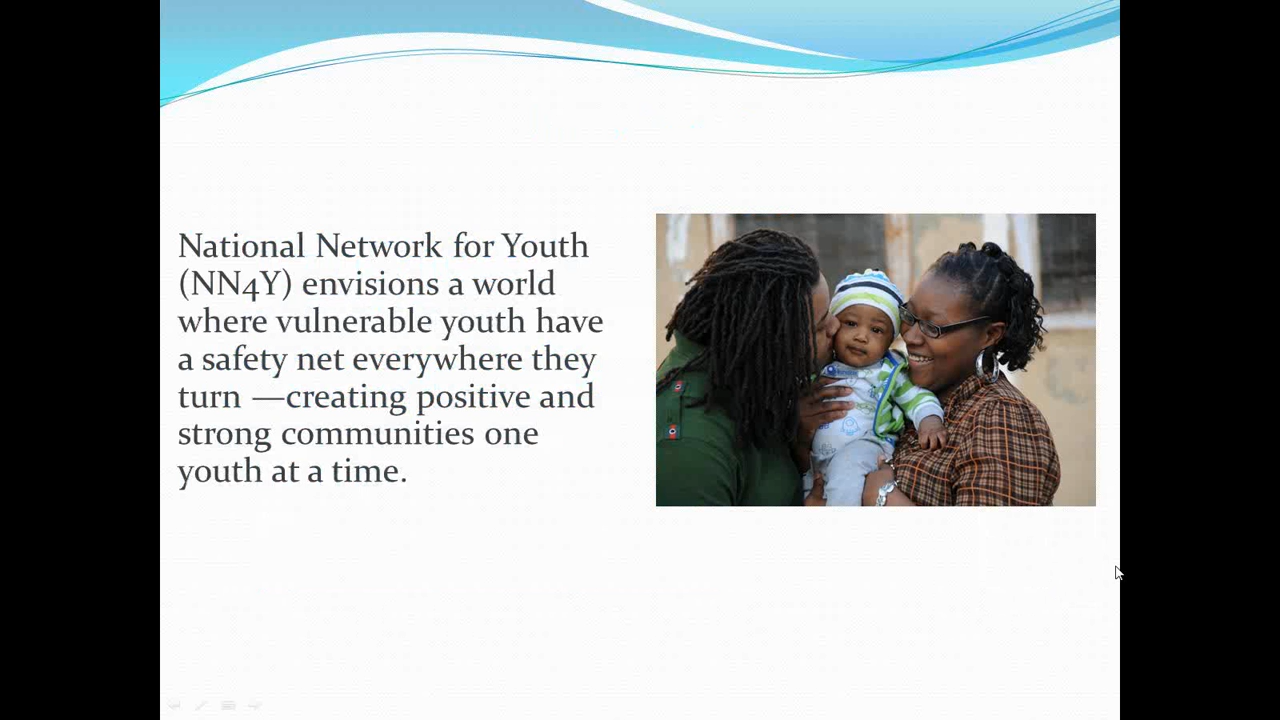 National Network for Youth
(NN4Y) envisions a world
where vulnerable youth have
a safety net everywhere they
turn —creating positive and
strong communities one
youth at a time.